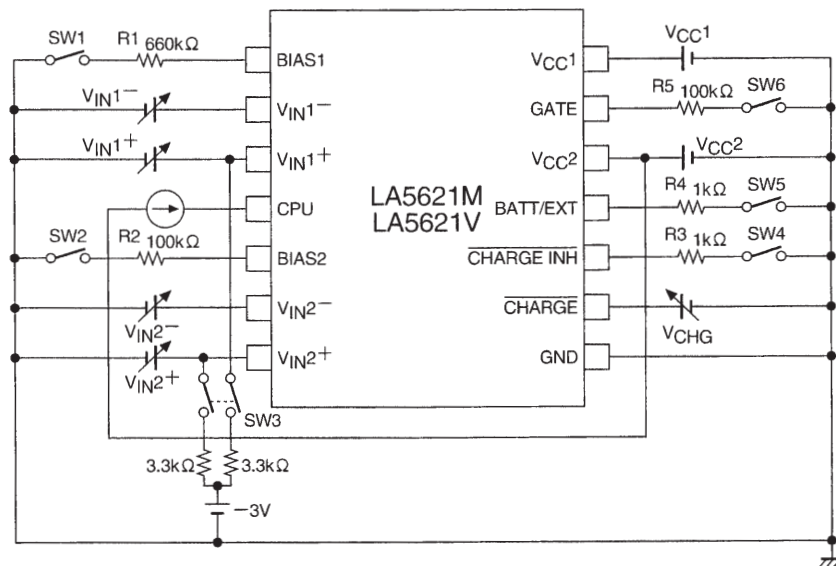 SW1
R1
660kΩ
BIAS1
VIN1−
VIN1−
VIN1+
VIN1+
CPU
SW2
R2
100kΩ
BIAS2
VIN2−
VIN2−
VIN2+
VIN2+
SW3
3.3kΩ
3.3kΩ
−3V
LA5621M
LA5621V
VCC1
VCC1
GATE
R5
100kΩ
SW6
VCC2
VCC2
BATT/EXT
R4
1kΩ
SW5
CHARGE INH
R3
1kΩ
SW4
CHARGE
VCHG
GND